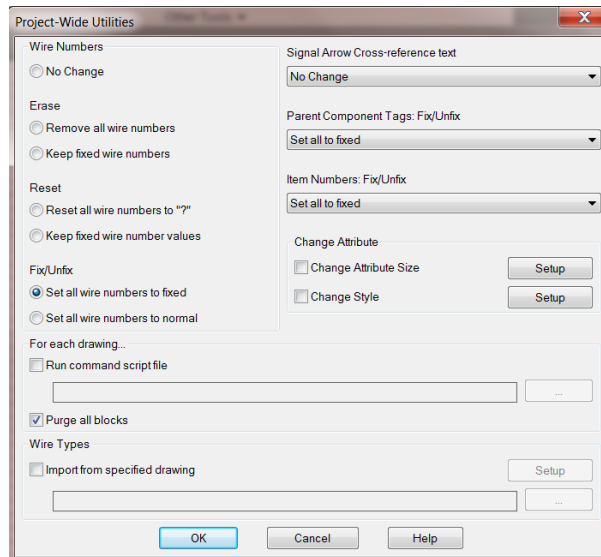 Other Tools
Project-Wide Utilities
X
Wire Numbers
No Change
Erase
Remove all wire numbers
Keep fixed wire numbers
Reset
Reset all wire numbers to "?"
Keep fixed wire number values
Fix/Unfix
Set all wire numbers to fixed
Set all wire numbers to normal
Signal Arrow Cross-reference text
No Change
Parent Component Tags: Fix/Unfix
Set all to fixed
Item Numbers: Fix/Unfix
Set all to fixed
Change Attribute
Change Attribute Size
Setup
Change Style
Setup
For each drawing...
Run command script file
...
Purge all blocks
Wire Types
Import from specified drawing
Setup
...
OK
Cancel
Help